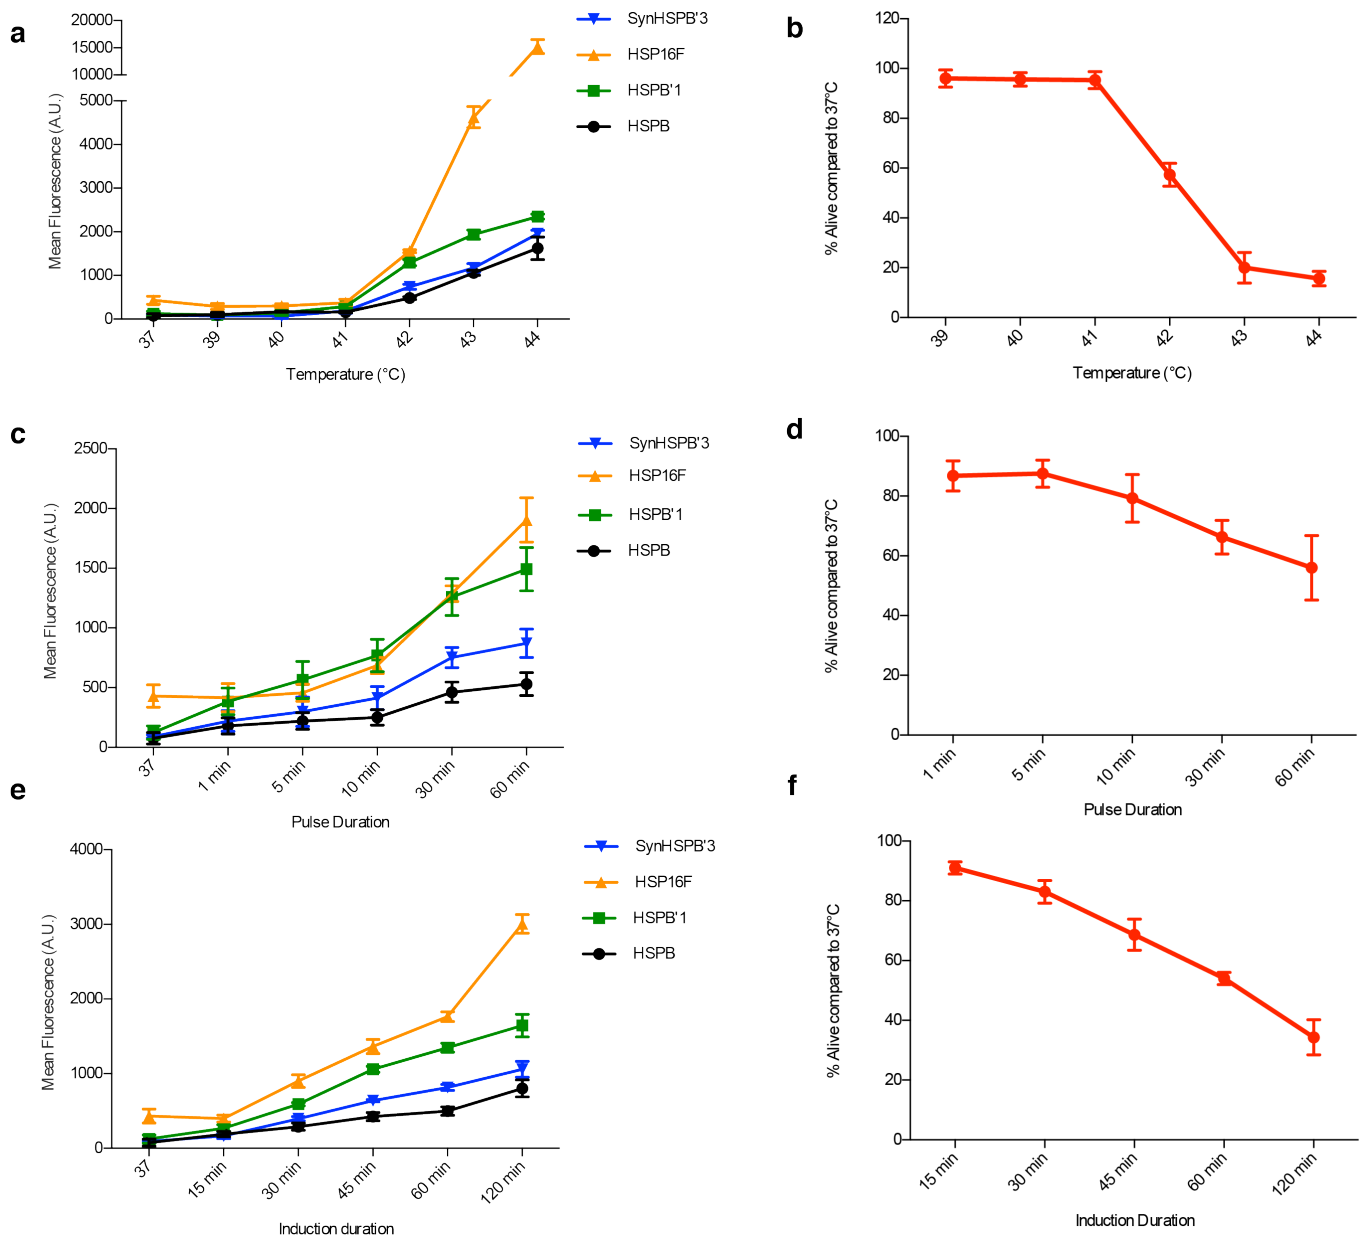 a
20000
15000
10000
5000
4000
3000
2000
1000
0
Mean Fluorescence (A.U.)
37
39
40
41
42
43
44
Temperature (°C)
SynHSPB'3
HSP16F
HSPB'1
HSPB
b
120
100
80
60
40
20
0
% Alive compared to 37°C
39
40
41
42
43
44
Temperature (°C)
c
2500
2000
1500
1000
500
0
Mean Fluorescence (A.U.)
37
1 min
5 min
10 min
30 min
60 min
Pulse Duration
SynHSPB'3
HSP16F
HSPB'1
HSPB
d
100
80
60
40
20
0
% Alive compared to 37°C
1 min
5 min
10 min
30 min
60 min
Pulse Duration
e
4000
3000
2000
1000
0
Mean Fluorescence (A.U.)
37
15 min
30 min
45 min
60 min
120 min
Induction duration
SynHSPB'3
HSP16F
HSPB'1
HSPB
f
100
80
60
40
20
0
% Alive compared to 37°C
15 min
30 min
45 min
60 min
120 min
Induction Duration